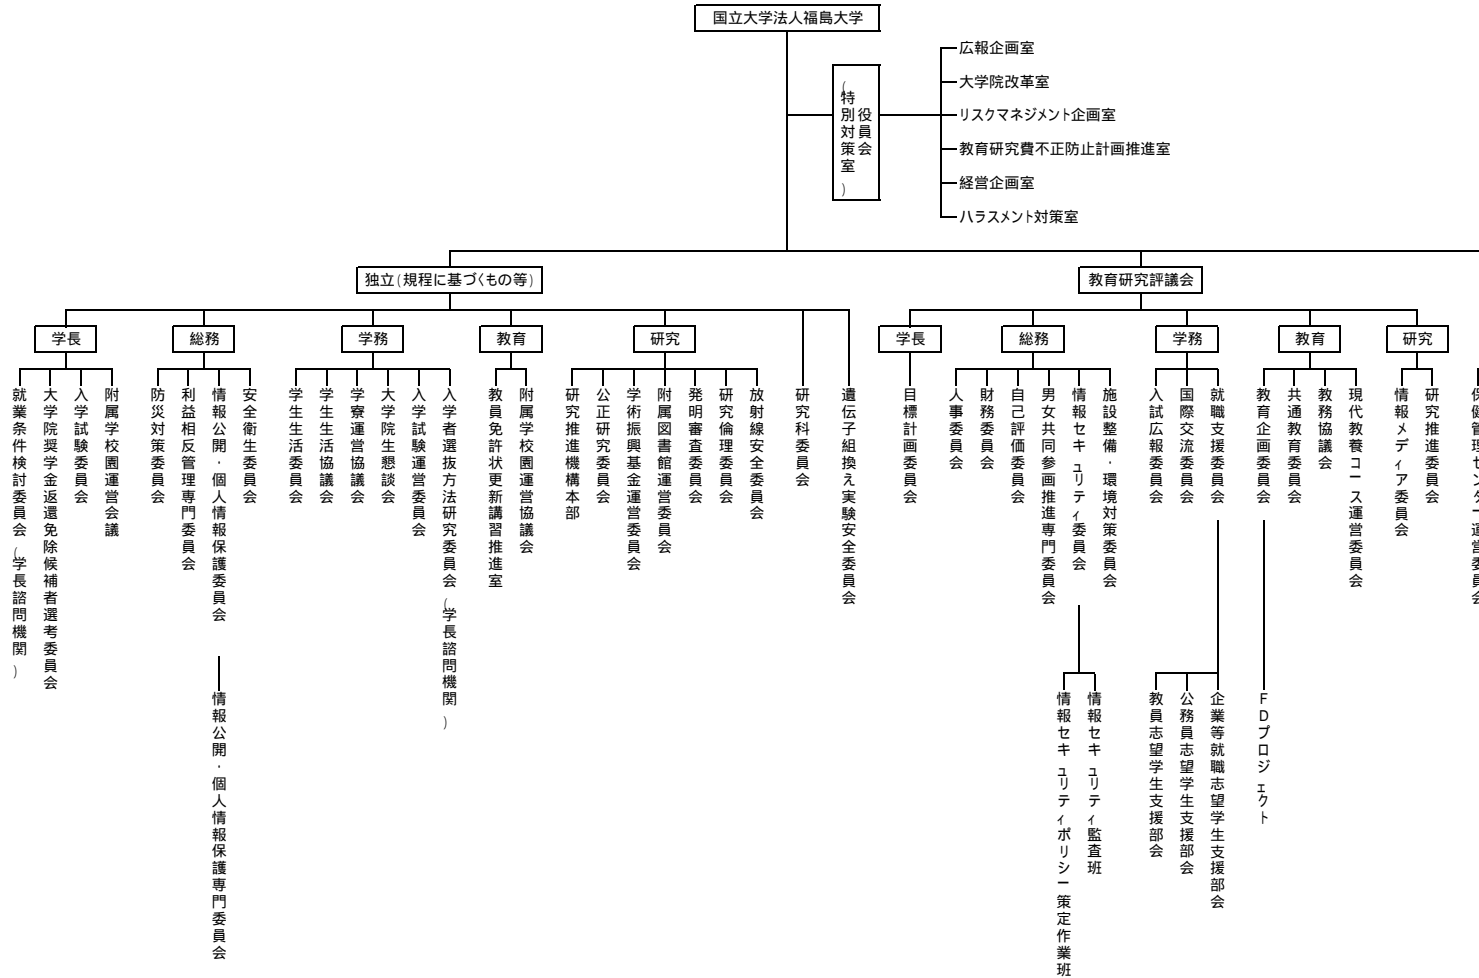 国立大学法人福島大学
役員会
(特別対策室)
広報企画室
大学院改革室
リスクマネジメント企画室
教育研究費不正防止計画推進室
経営企画室
ハラスメント対策室
独立(規程に基づくもの等)
教育研究評議会
学長
総務
学務
教育
研究
学長
総務
学務
教育
研究
就業条件検討委員会(学長諮問機関)
大学院奨学金返還免除候補者選考委員会
入学試験委員会
附属学校園運営会議
防災対策委員会
利益相反管理専門委員会
情報公開・個人情報保護委員会
安全衛生委員会
学生生活委員会
学生生活協議会
学寮運営協議会
大学院生懇談会
入学試験運営委員会
入学者選抜方法研究委員会(学長諮問機関)
教員免許状更新講習推進室
附属学校園運営協議会
研究推進機構本部
公正研究委員会
学術振興基金運営委員会
附属図書館運営委員会
発明審査委員会
研究倫理委員会
放射線安全委員会
研究科委員会
遺伝子組換え実験安全委員会
目標計画委員会
人事委員会
財務委員会
自己評価委員会
男女共同参画推進専門委員会
情報セキュリティ委員会
施設整備・環境対策委員会
入試広報委員会
国際交流委員会
就職支援委員会
教育企画委員会
共通教育委員会
教務協議会
現代教養コース運営委員会
情報メディア委員会
研究推進委員会
保健管理センター運営委員会
情報公開・個人情報保護専門委員会
情報セキュリティポリシー策定作業班
情報セキュリティ監査班
教員志望学生支援部会
公務員志望学生支援部会
企業等就職志望学生支援部会
FDプロジェクト